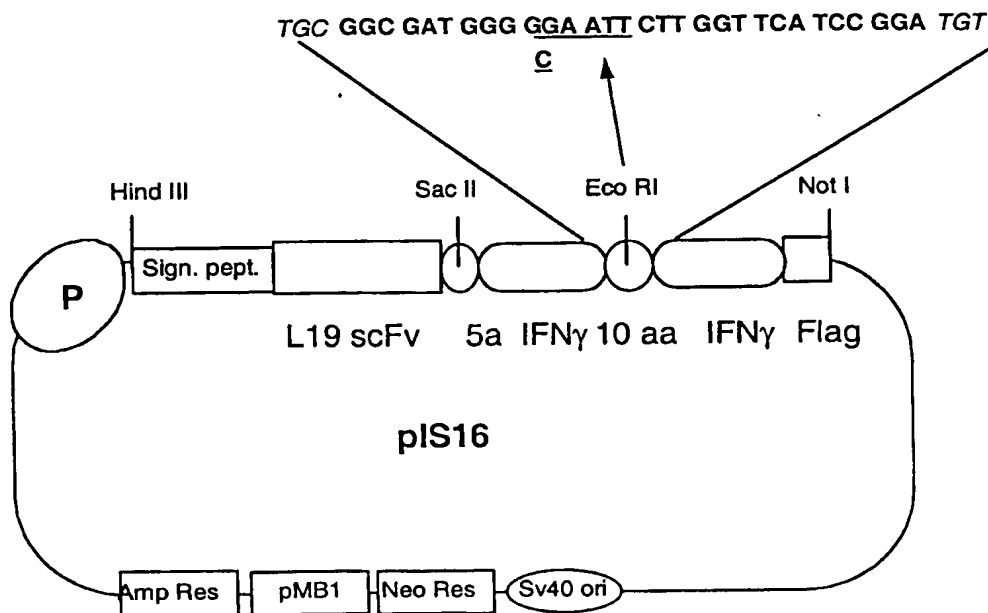 TGC GGC GAT GGG GGA ATT CTT GGT TCA TCC GGA TGT
C
Hind III
Sac II
Eco RI
Not I
P
Sign. pept.
L19 scFv 5a IFNγ 10 aa IFNγ Flag
pIS16
Amp Res pMB1 Neo Res Sv40 ori